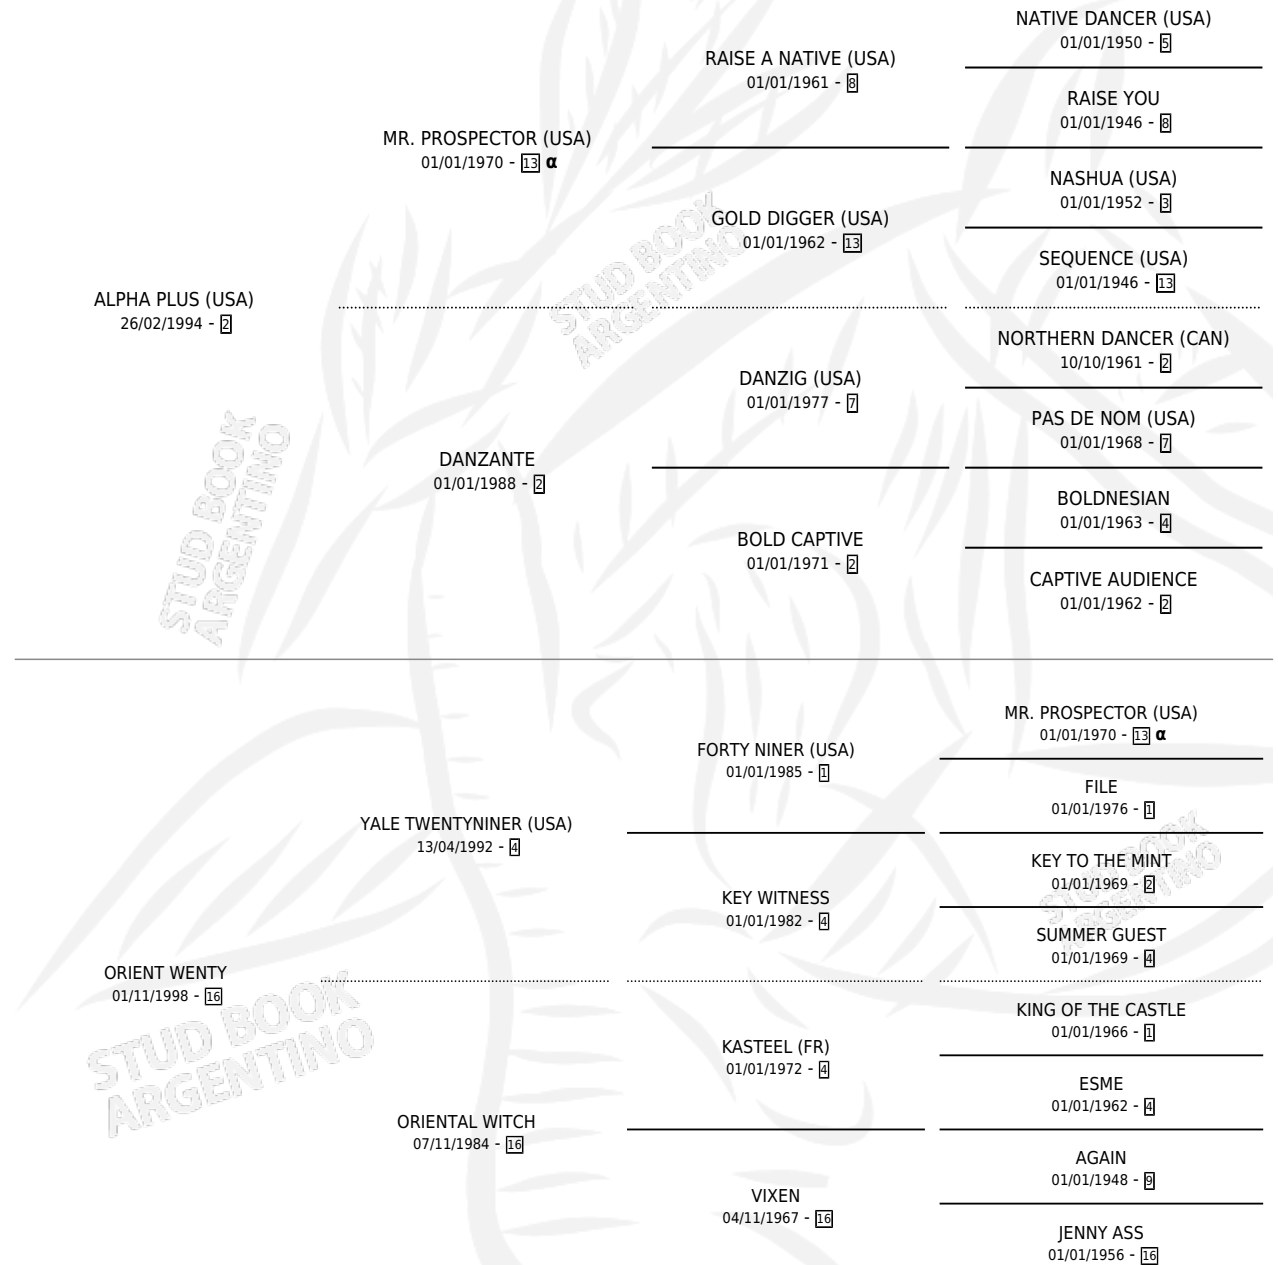 NATIVE DANCER (USA)
01/01/1950 - 5
RAISE A NATIVE (USA)
01/01/1961 - 8
RAISE YOU
01/01/1946 - 8
MR. PROSPECTOR (USA)
01/01/1970 - 13 α
NASHUA (USA)
01/01/1952 - 3
GOLD DIGGER (USA)
01/01/1962 - 13
SEQUENCE (USA)
01/01/1946 - 13
ALPHA PLUS (USA)
26/02/1994 - 2
NORTHERN DANCER (CAN)
10/10/1961 - 2
DANZIG (USA)
01/01/1977 - 7
PAS DE NOM (USA)
01/01/1968 - 7
DANZANTE
01/01/1988 - 2
BOLDNESIAN
01/01/1963 - 4
BOLD CAPTIVE
01/01/1971 - 2
CAPTIVE AUDIENCE
01/01/1962 - 2
MR. PROSPECTOR (USA)
01/01/1970 - 13 α
FORTY NINER (USA)
01/01/1985 - 1
FILE
01/01/1976 - 1
YALE TWENTYNINER (USA)
13/04/1992 - 4
KEY TO THE MINT
01/01/1969 - 2
KEY WITNESS
01/01/1982 - 4
SUMMER GUEST
01/01/1969 - 4
ORIENT WENTY
01/11/1998 - 16
KING OF THE CASTLE
01/01/1966 - 1
KASTEEL (FR)
01/01/1972 - 4
ESME
01/01/1962 - 4
ORIENTAL WITCH
07/11/1984 - 16
AGAIN
01/01/1948 - 9
VIXEN
04/11/1967 - 16
JENNY ASS
01/01/1956 - 16
STUD BOOK
ARGENTINO
STUD BOOK
ARGENTINO
STUD BOOK
ARGENTINO
STUD BOOK
ARGENTINO